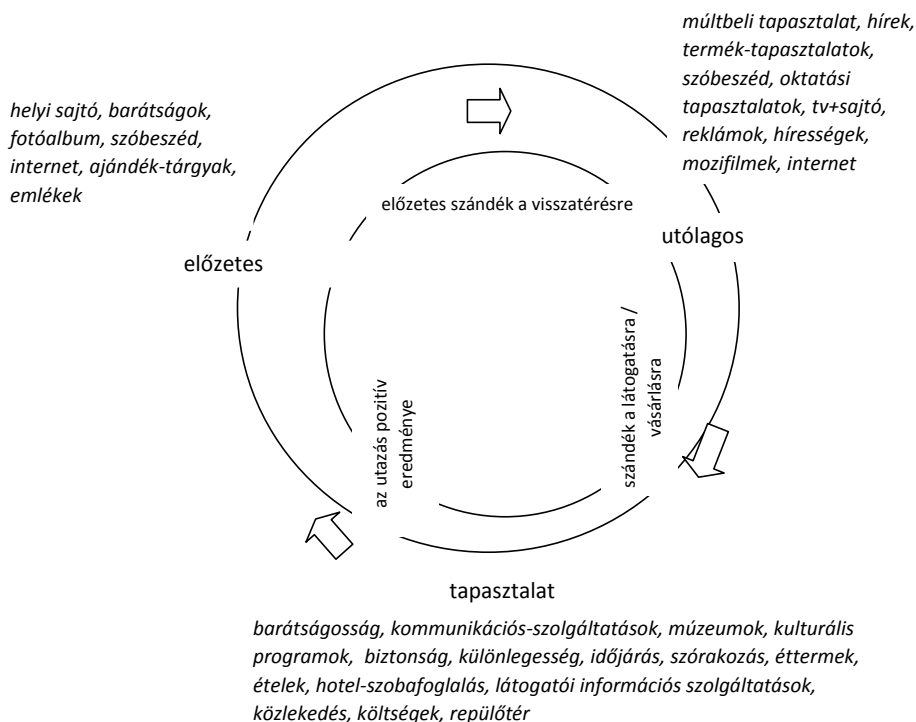 múltbeli tapasztalat, hírek,
termék-tapasztalatok,
szóbeszéd, oktatási
tapasztalatok, tv+sajtó,
reklámok, hírességek,
mozifilmek, internet
helyi sajtó, barátságok,
fotóalbum, szóbeszéd,
internet, ajándék-tárgyak,
emlékek
előzetes szándék a visszatérésre
utólagos
előzetes
szándék a látogatásra /
vásárlásra
az utazás pozitív
eredménye
tapasztalat
barátságosság, kommunikációs-szolgáltatások, múzeumok, kulturális
programok, biztonság, különlegesség, időjárás, szórakozás, éttermek,
ételek, hotel-szobafoglalás, látogatói információs szolgáltatások,
közlekedés, költségek, repülőtér